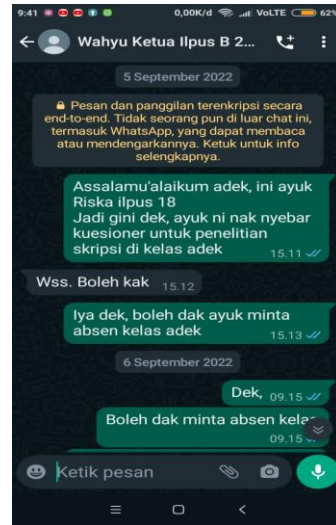 9:41 0,00K/d VoLTE 62%
Wahyu Ketua Ilpus B 2...
5 September 2022
Pesan dan panggilan terenkripsi secara
end-to-end. Tidak seorang pun di luar chat ini,
termasuk WhatsApp, yang dapat membaca
atau mendengarkannya. Ketuk untuk info
selengkapnya.
Assalamu'alaikum adek, ini ayuk
Riska ilpus 18
Jadi gini dek, ayuk ni nak nyebar
kuesioner untuk penelitian
skripsi di kelas adek
15.11
Wss. Boleh kak 15.12
Iya dek, boleh dak ayuk minta
absen kelas adek 15.13
6 September 2022
Dek, 09.15
Boleh dak minta absen kelas
09.15
Ketik pesan